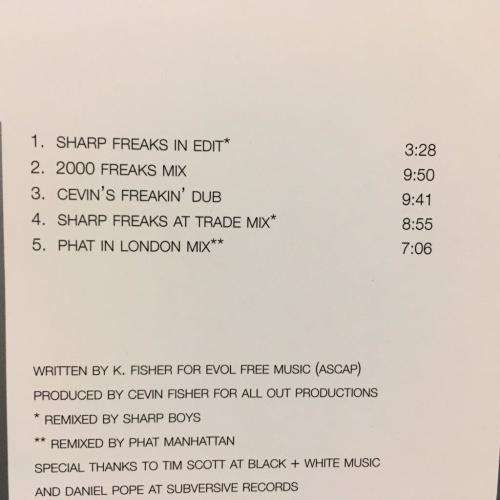 1. SHARP FREAKS IN EDIT* 3:28
2. 2000 FREAKS MIX 9:50
3. CEVIN'S FREAKIN' DUB 9:41
4. SHARP FREAKS AT TRADE MIX* 8:55
5. PHAT IN LONDON MIX** 7:06
WRITTEN BY K. FISHER FOR EVOL FREE MUSIC (ASCAP)
PRODUCED BY CEVIN FISHER FOR ALL OUT PRODUCTIONS
* REMIXED BY SHARP BOYS
** REMIXED BY PHAT MANHATTAN
SPECIAL THANKS TO TIM SCOTT AT BLACK + WHITE MUSIC
AND DANIEL POPE AT SUBVERSIVE RECORDS